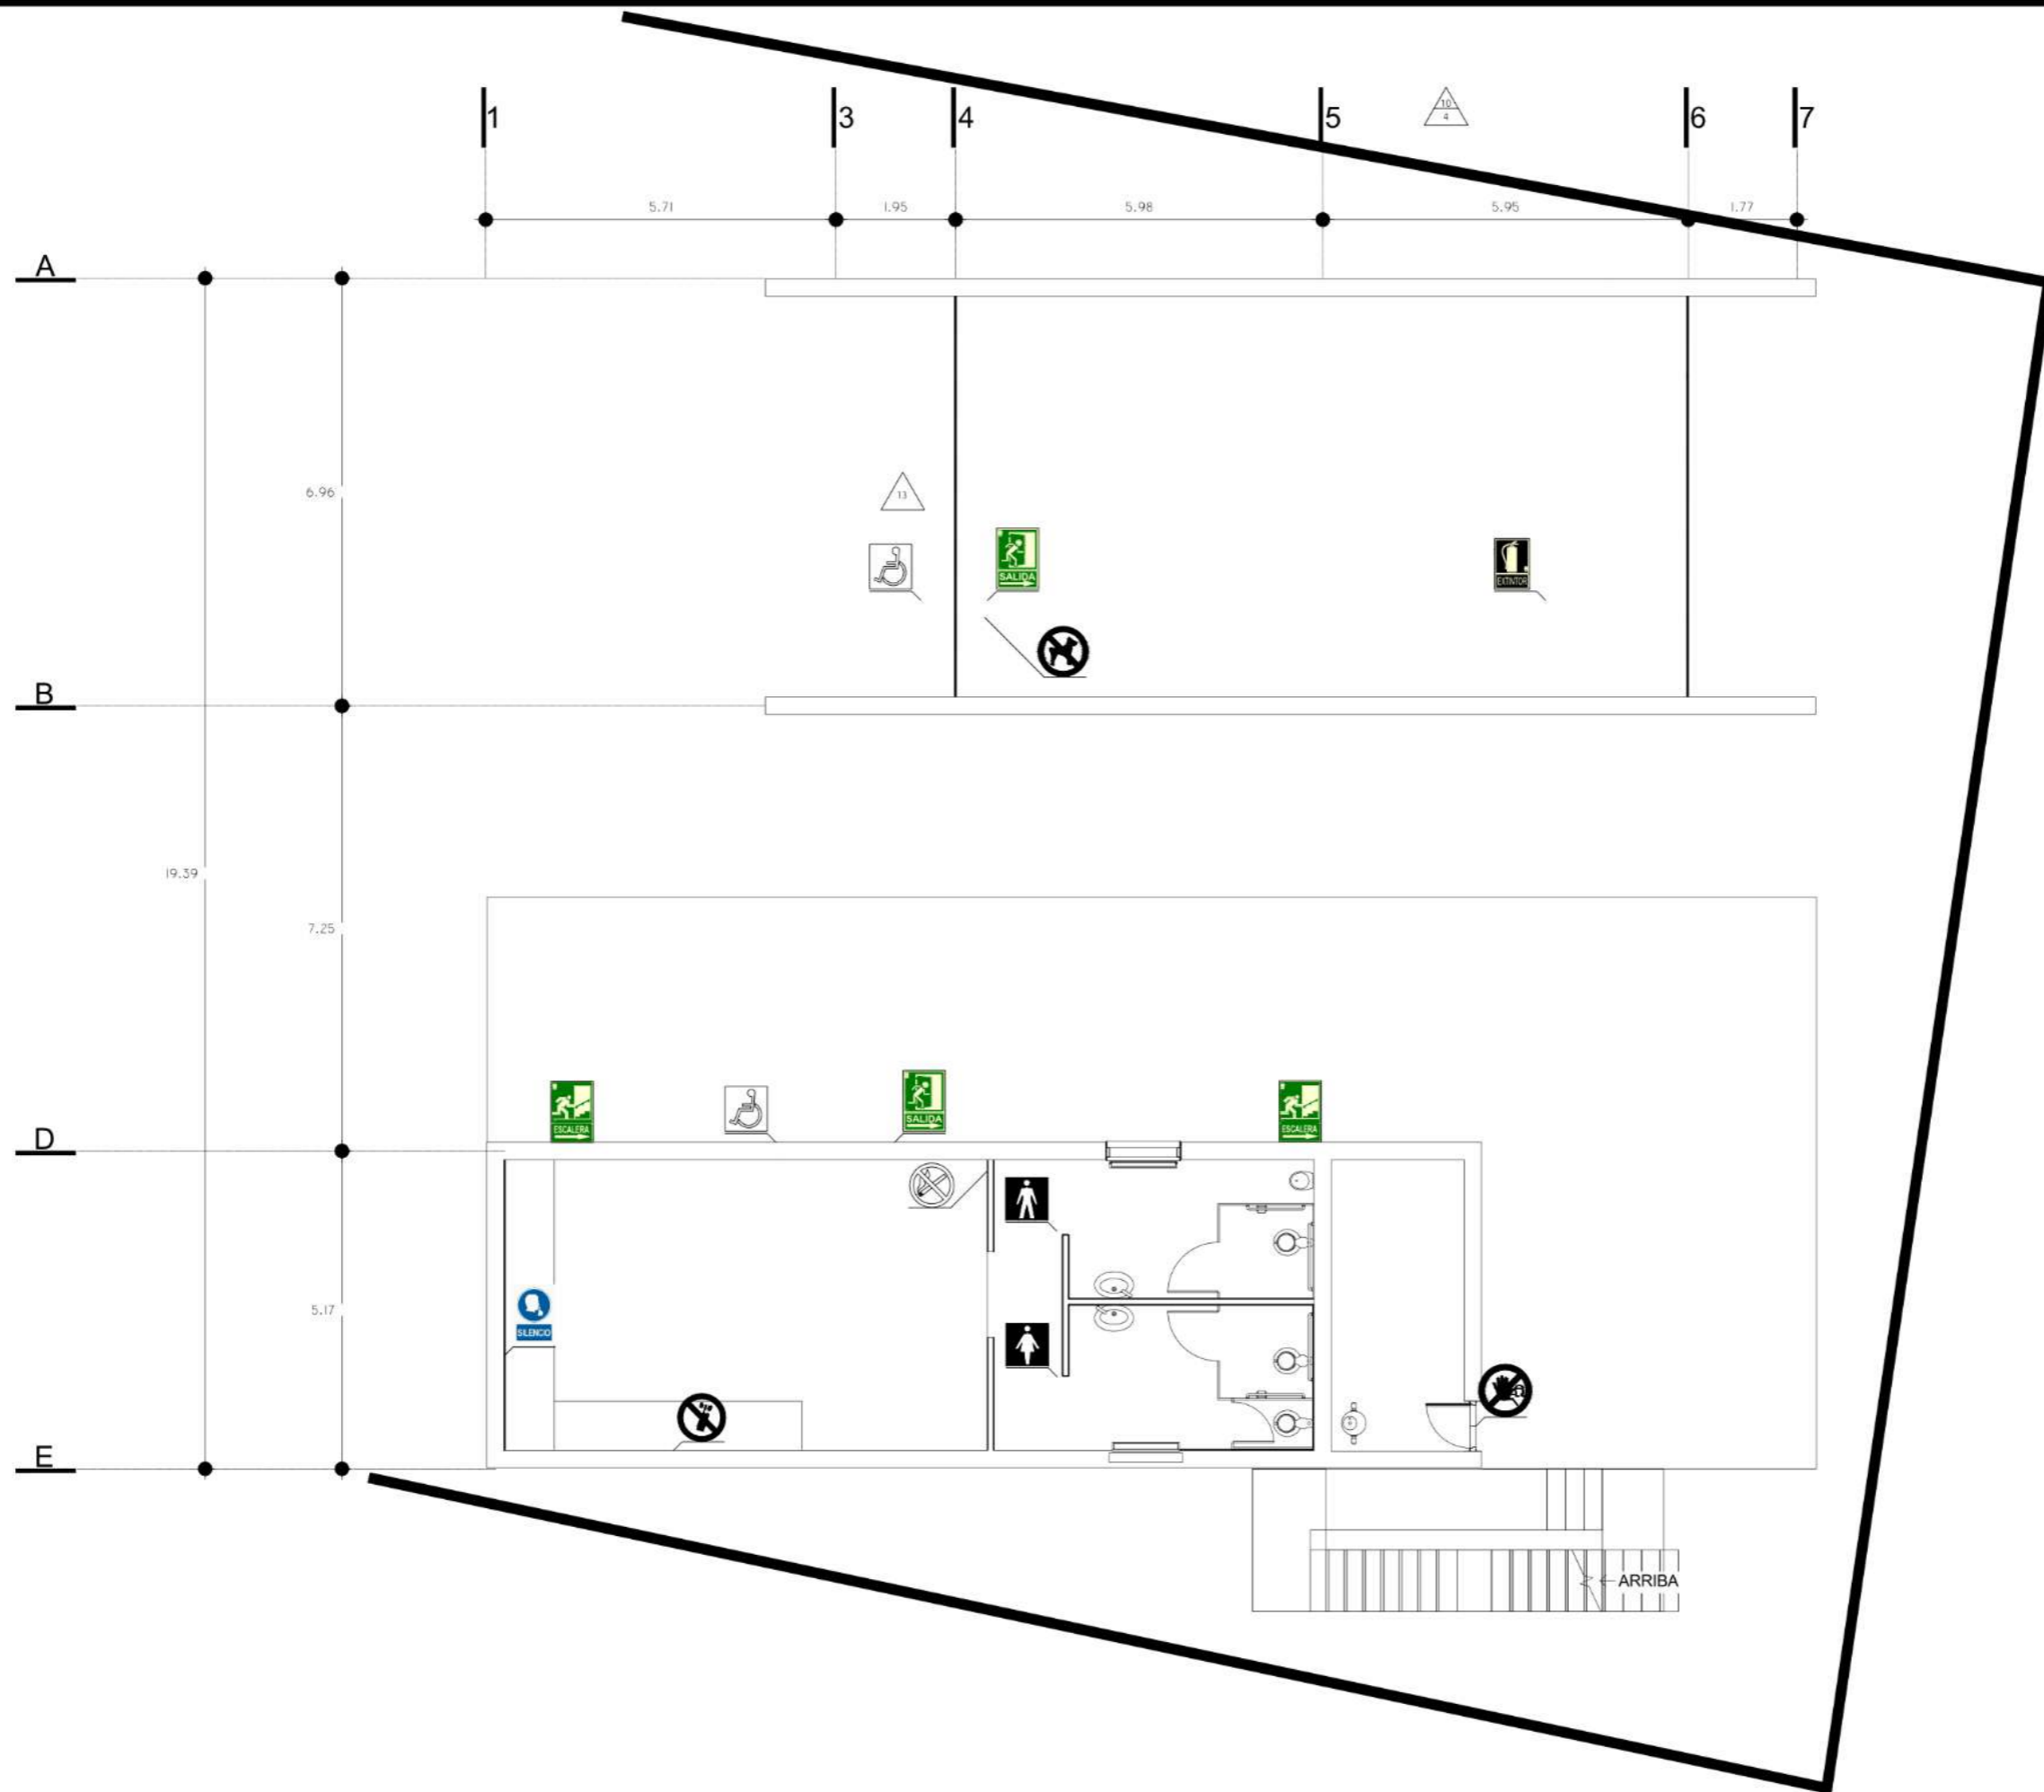 1
3
4
5
6
7
10
4
5.71
1.95
5.98
5.95
1.77
A
6.96
13
SALIDA
EXTINTOR
B
19.39
7.25
ESCALERA
SALIDA
ESCALERA
D
5.17
SILENCIO
E
ARRIBA